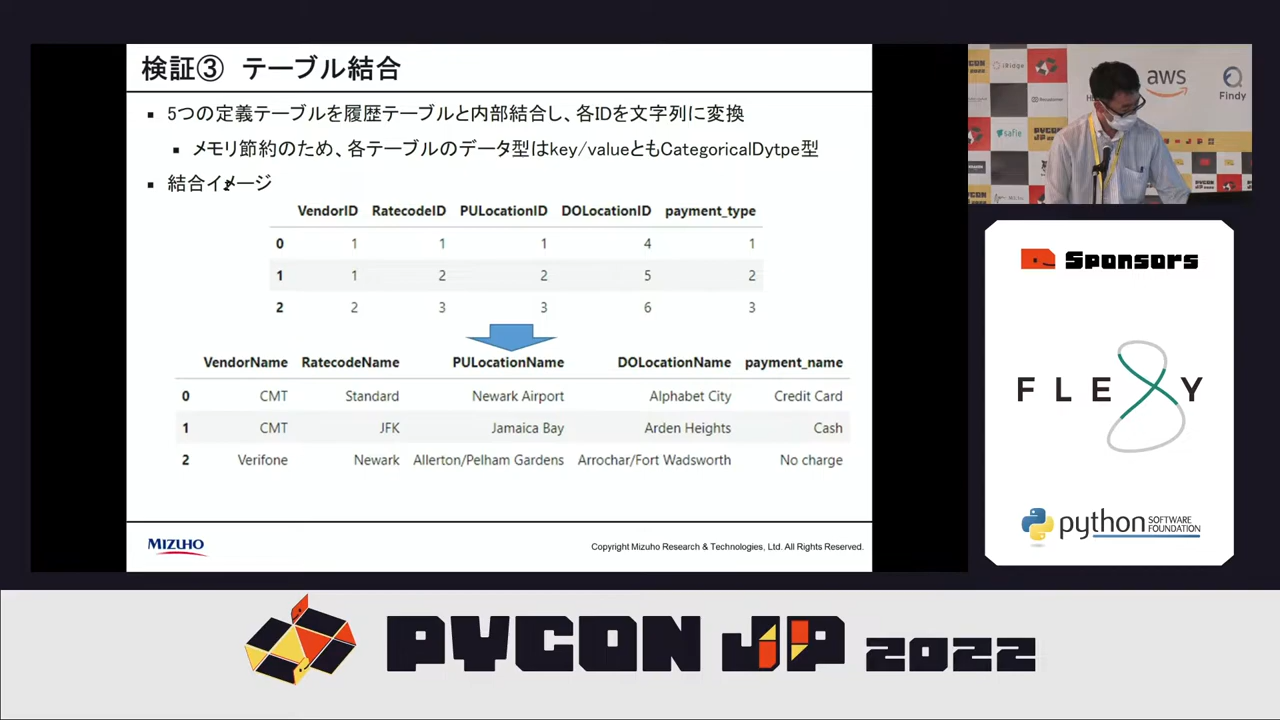 検証③ テーブル結合
5つの定義テーブルを履歴テーブルと内部結合し、各IDを文字列に変換
メモリ節約のため、各テーブルのデータ型はkey/valueともCategoricalDytpe型
結合イメージ
VendorID RatecodeID PULocationID DOLocationID payment_type
0 1 1 1 4 1
1 1 2 2 5 2
2 2 3 3 6 3
VendorName RatecodeName PULocationName DOLocationName payment_name
0 CMT Standard Newark Airport Alphabet City Credit Card
1 CMT JFK Jamaica Bay Arden Heights Cash
2 Verifone Newark Allerton/Pelham Gardens Arrochar/Fort Wadsworth No charge
MIZUHO
Copyright Mizuho Research & Technologies, Ltd. All Rights Reserved.
iRidge
aws
Findy
safie
Sponsors
FLEXY
python SOFTWARE
FOUNDATION
PYCON JP 2022